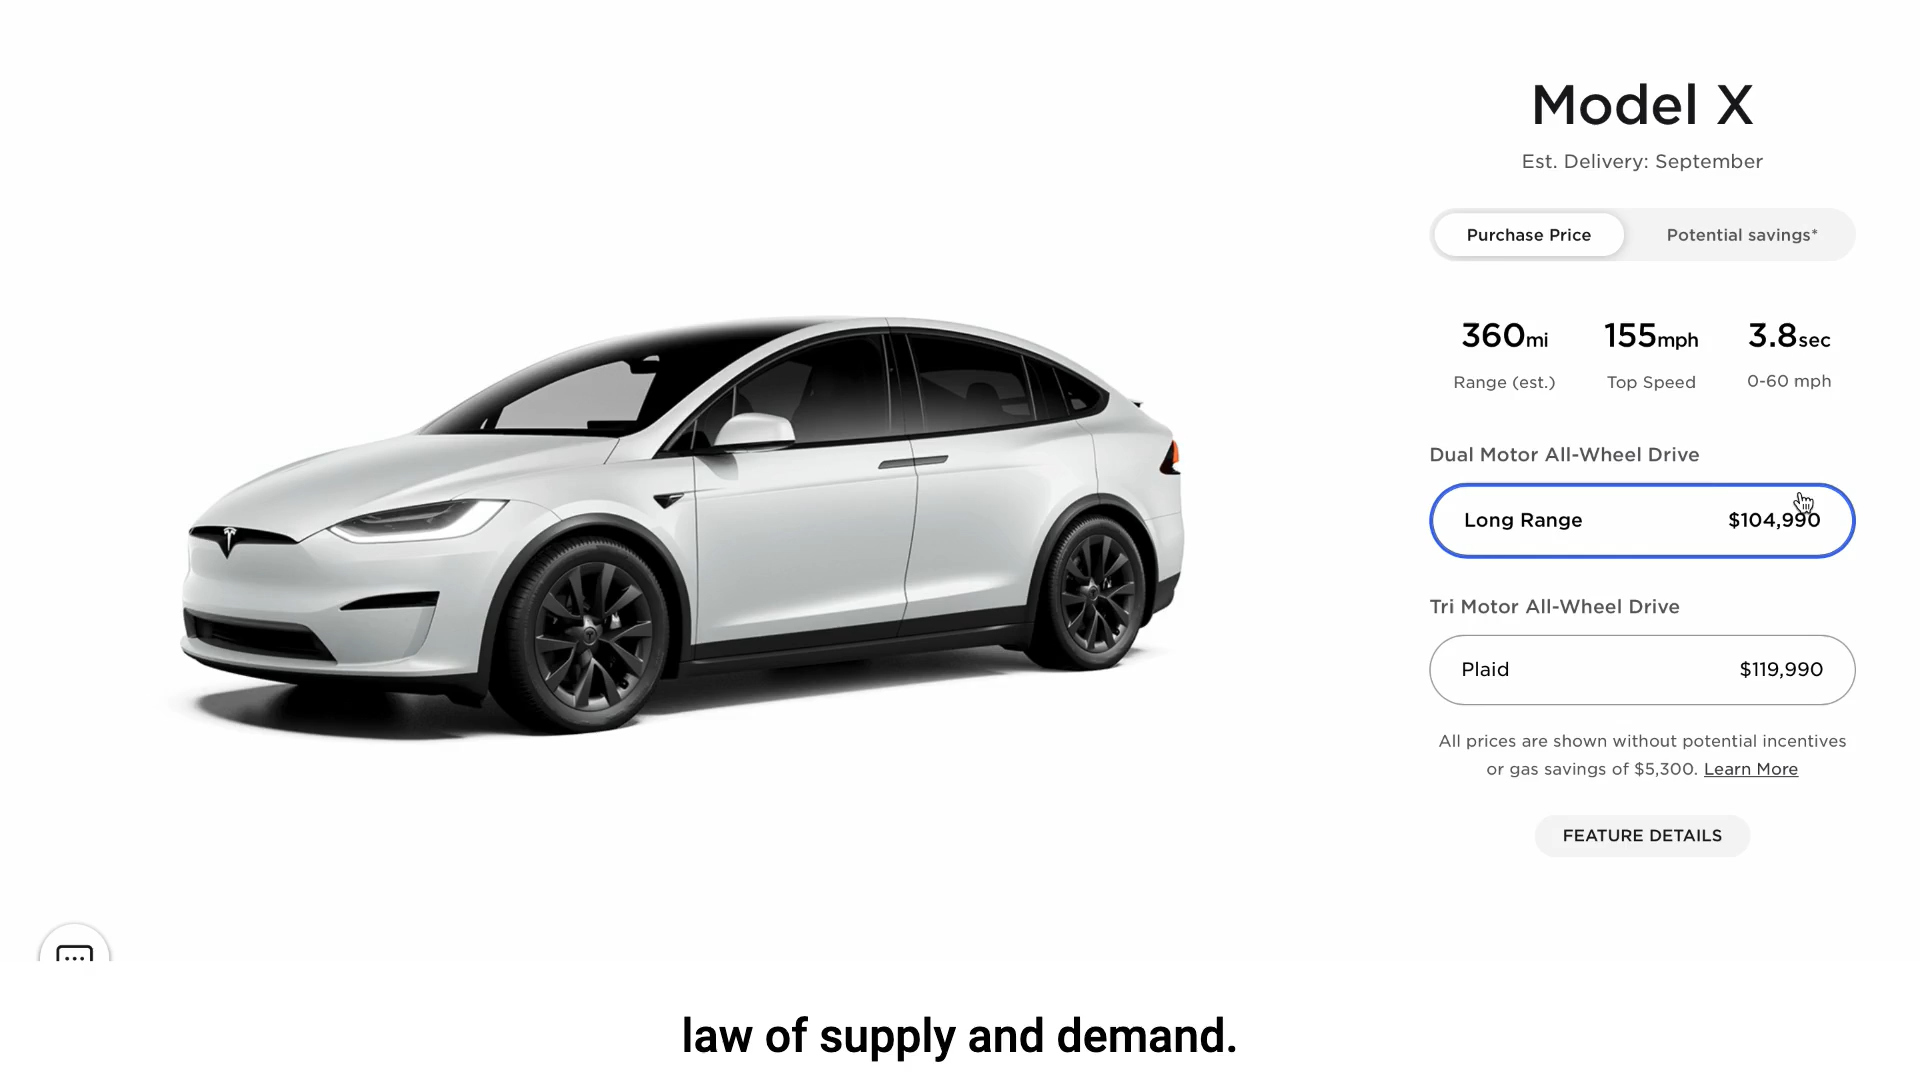 Model X
Est. Delivery: September
Purchase Price Potential savings*
360mi 155mph 3.8sec
Range (est.) Top Speed 0-60 mph
Dual Motor All-Wheel Drive
Long Range $104,990
Tri Motor All-Wheel Drive
Plaid $119,990
All prices are shown without potential incentives
or gas savings of $5,300. Learn More
FEATURE DETAILS
law of supply and demand.